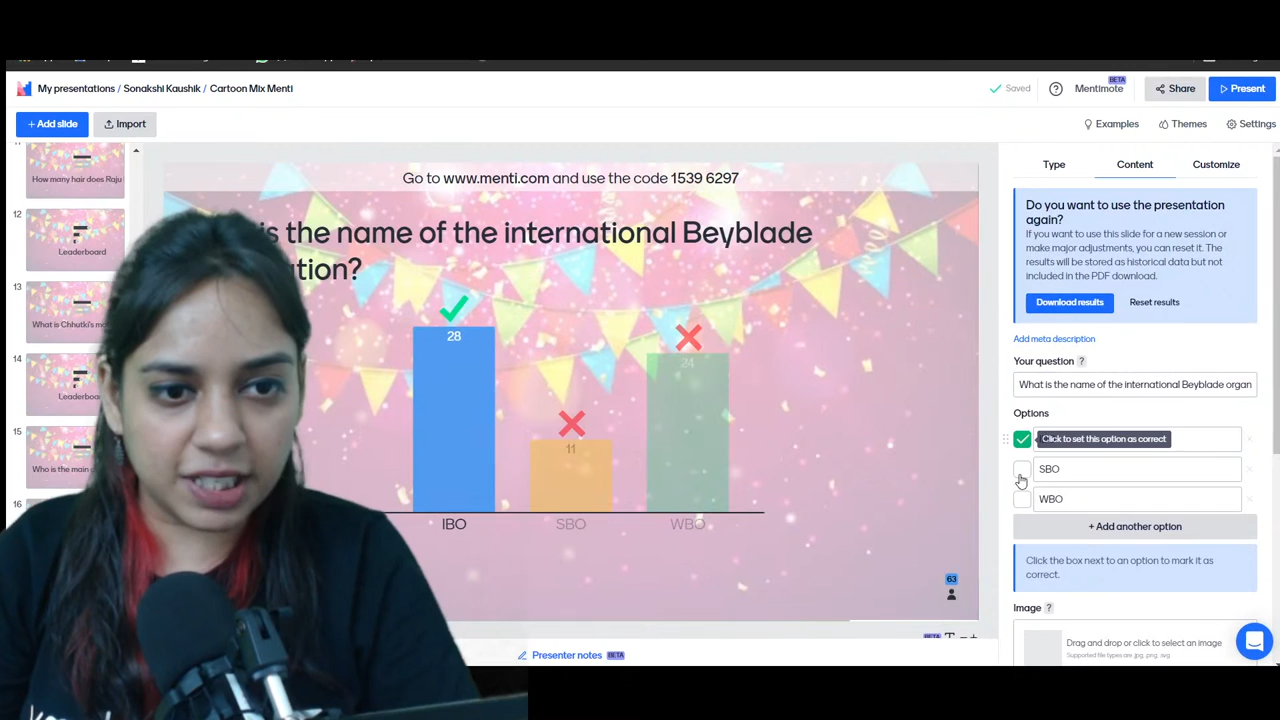 My presentations / Sonakshi Kaushik / Cartoon Mix Menti
Saved
Mentimote
BETA
Share
Present
+ Add slide
Import
Examples
Themes
Settings
How many hair does Raju
12
Leaderboard
13
What is Chhutki's
14
15
Who is the main
16
Go to www.menti.com and use the code 1539 6297
is the name of the international Beyblade
28
11
24
IBO
SBO
WBO
63
Presenter notes
BETA
Type
Content
Customize
Do you want to use the presentation
again?
If you want to use this slide for a new session or
make major adjustments, you can reset it. The
results will be stored as historical data but not
included in the PDF download.
Download results
Reset results
Add meta description
Your question ?
What is the name of the international Beyblade organ
Options
Click to set this option as correct
SBO
WBO
+ Add another option
Click the box next to an option to mark it as
correct.
Image ?
Drag and drop or click to select an image
Supported file types are .jpg, .png, .svg